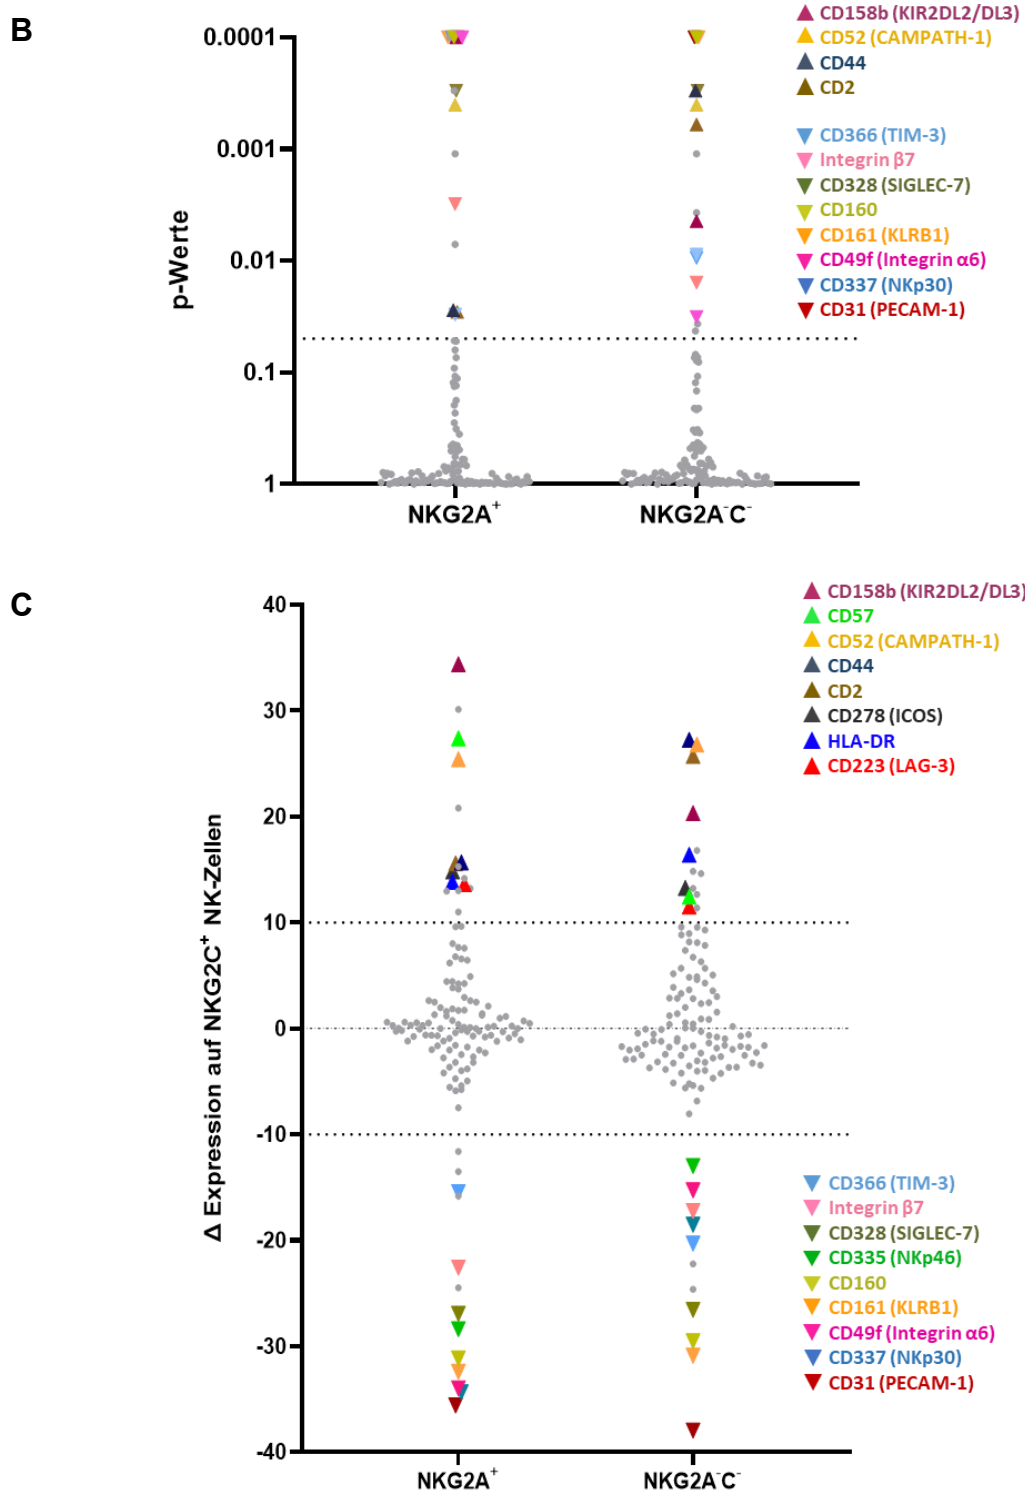 B
CD158b (KIR2DL2/DL3)
CD52 (CAMPATH-1)
CD44
CD2
CD366 (TIM-3)
Integrin β7
CD328 (SIGLEC-7)
CD160
CD161 (KLRB1)
CD49f (Integrin α6)
CD337 (NKp30)
CD31 (PECAM-1)
p-Werte
0.0001
0.001
0.01
0.1
1
NKG2A⁺
NKG2A⁻C⁻
C
CD158b (KIR2DL2/DL3)
CD57
CD52 (CAMPATH-1)
CD44
CD2
CD278 (ICOS)
HLA-DR
CD223 (LAG-3)
Δ Expression auf NKG2C⁺ NK-Zellen
40
30
20
10
0
-10
-20
-30
-40
CD366 (TIM-3)
Integrin β7
CD328 (SIGLEC-7)
CD335 (NKp46)
CD160
CD161 (KLRB1)
CD49f (Integrin α6)
CD337 (NKp30)
CD31 (PECAM-1)
NKG2A⁺
NKG2A⁻C⁻